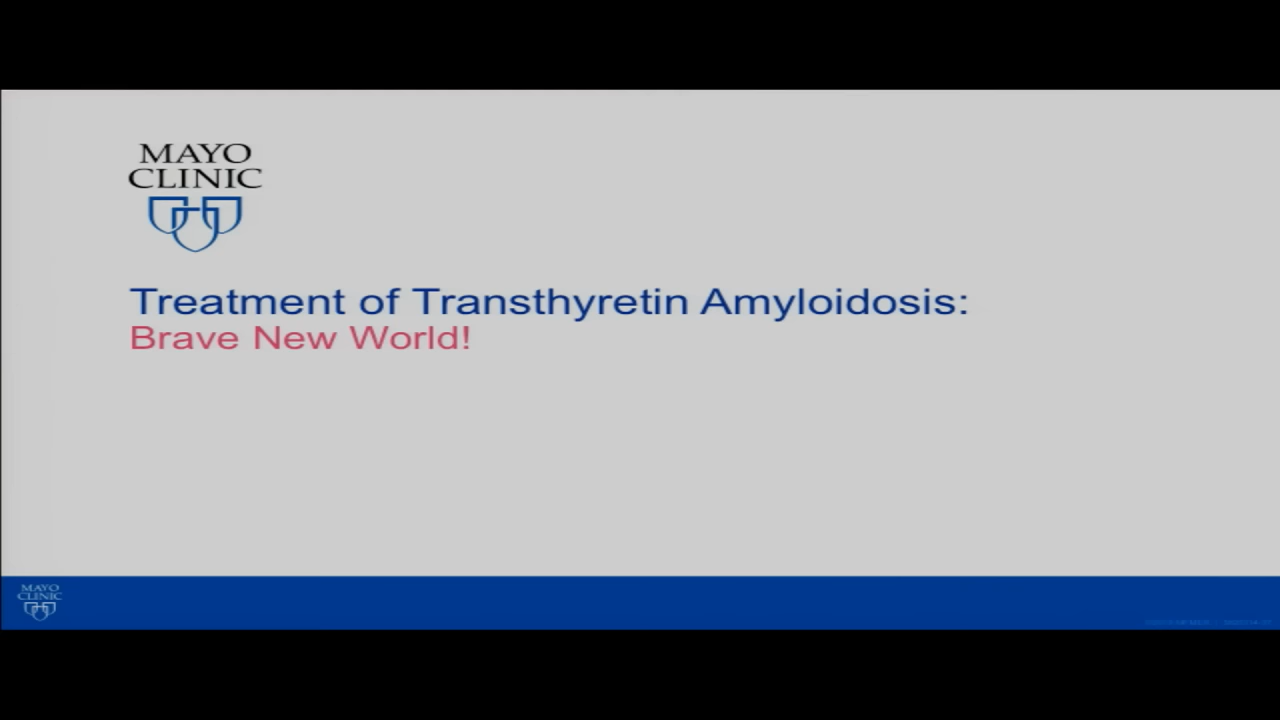 MAYO
CLINIC
Treatment of Transthyretin Amyloidosis:
Brave New World!
MAYO
CLINIC